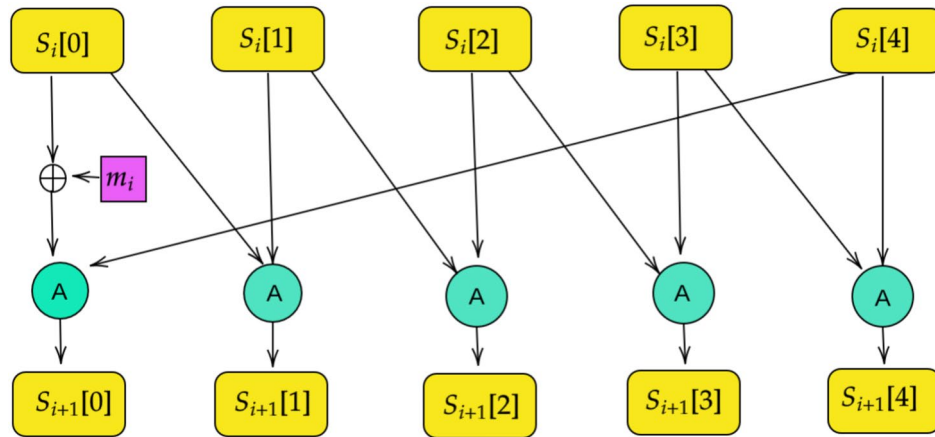 S_i[0] S_i[1] S_i[2] S_i[3] S_i[4]
m_i
A A A A A
S_{i+1}[0] S_{i+1}[1] S_{i+1}[2] S_{i+1}[3] S_{i+1}[4]